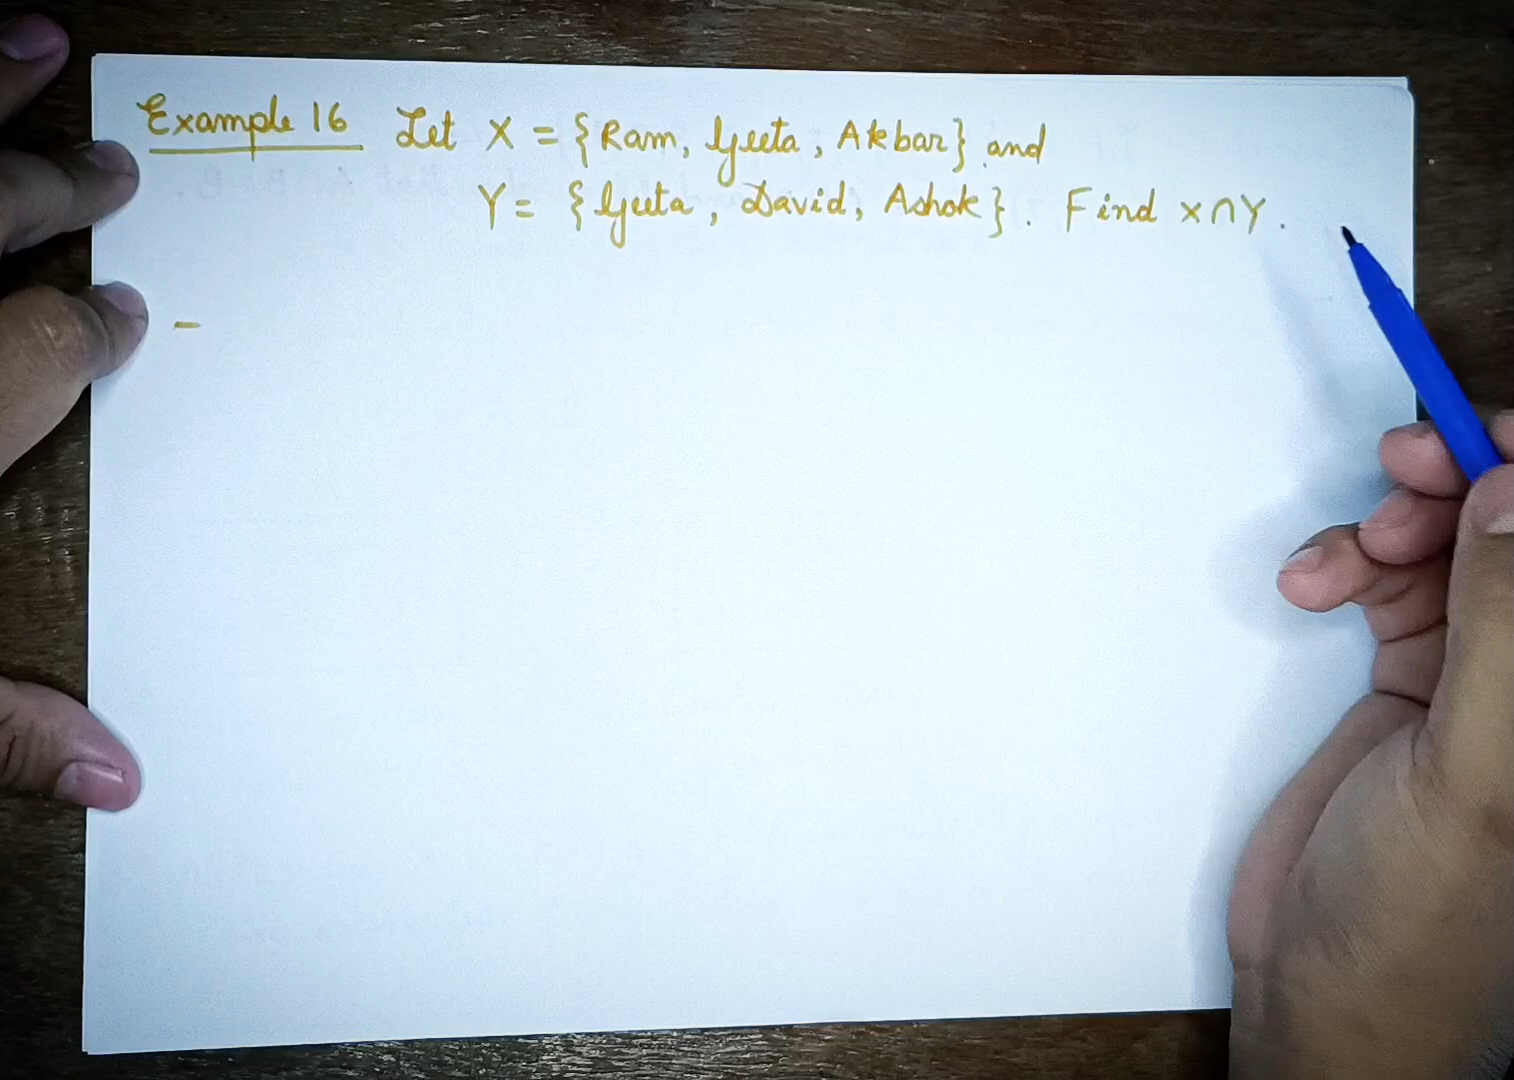 Example 16 Let X = {Ram, Geeta, Akbar} and
Y = {Geeta, David, Ashok}. Find X∩Y.
-